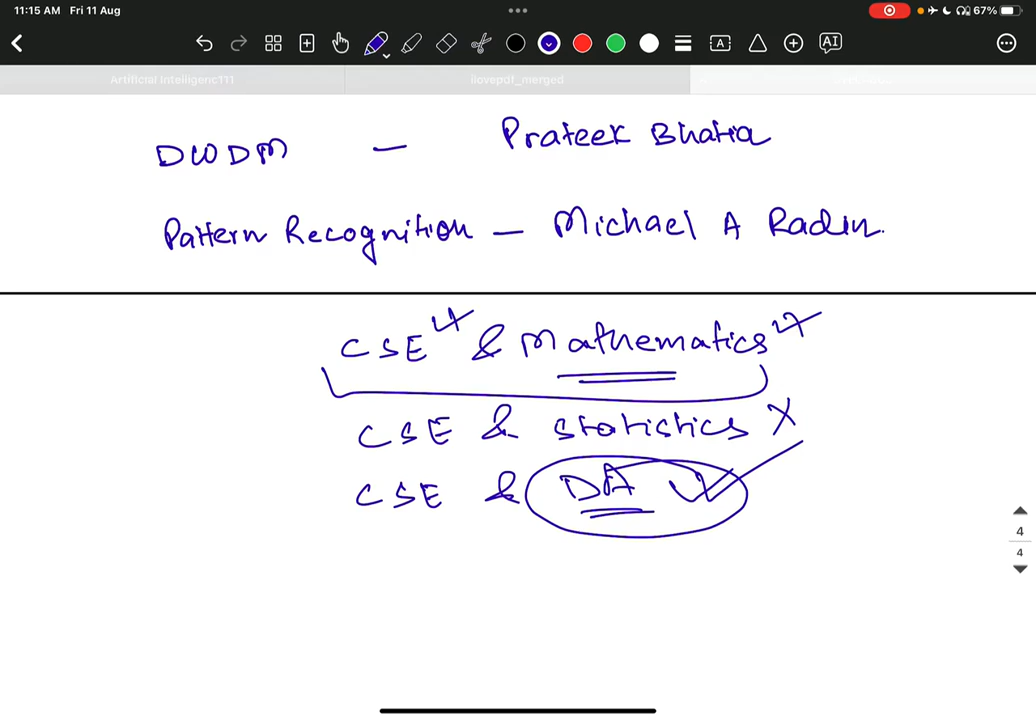 11:15 AM Fri 11 Aug
67%
Artificial Intelligenc111
ilovepdf_merged
DWDM - Prateek Bhatia
Pattern Recognition - Michael A Radin.
CSE & Mathematics
CSE & Statistics X
CSE & DA
4
4